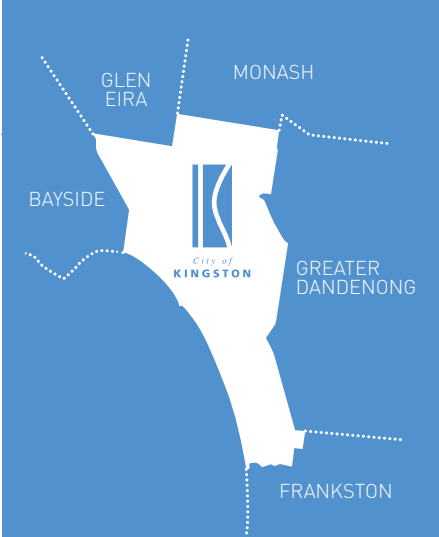 MONASH
GLEN
EIRA
BAYSIDE
City of
KINGSTON
GREATER
DANDENONG
FRANKSTON